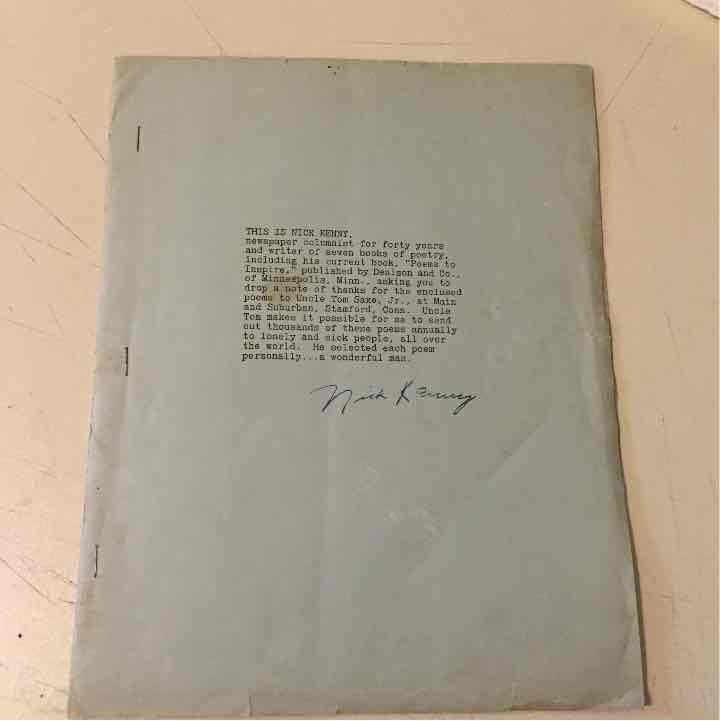 THIS IS NICK KENNY,
newspaper columnist for forty years
and writer of seven books of poetry,
including his current book, "Poems to
Inspire," published by Denison and Co.,
of Minneapolis, Minn., asking you to
drop a note of thanks for the enclosed
poems to Uncle Tom Saxe, Jr., at Main
and Suburban, Stamford, Conn.  Uncle
Tom makes it possible for me to send
out thousands of these poems annually
to lonely and sick people, all over
the world.  He selected each poem
personally...a wonderful man.
Nick Kenny